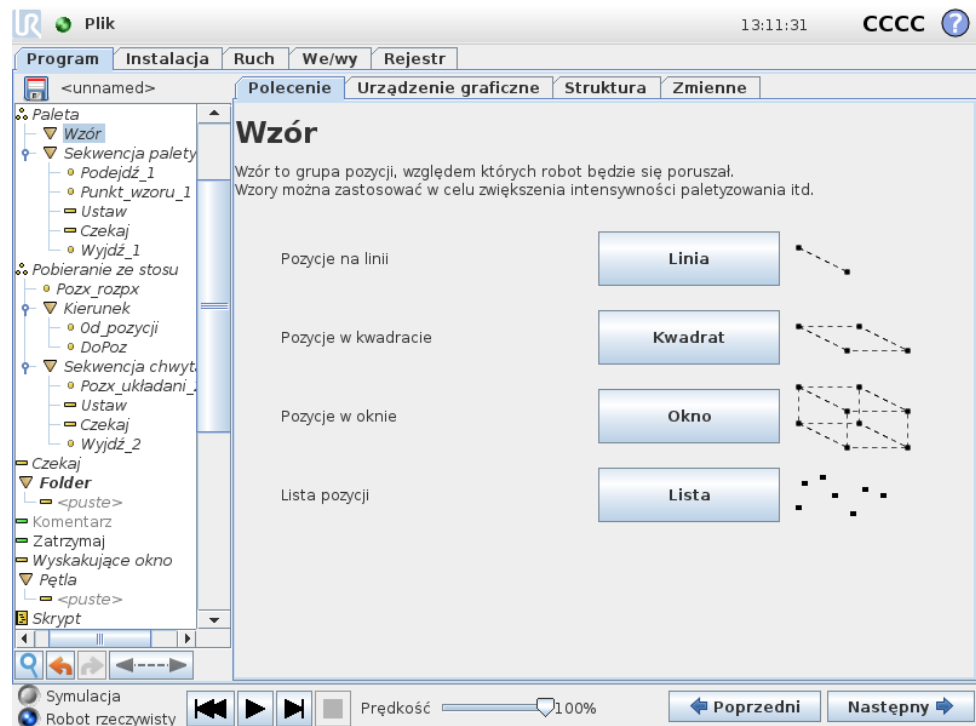 UR Plik 13:11:31 CCCC ?
Program Instalacja Ruch We/wy Rejestr
<unnamed>
Polecenie Urządzenie graficzne Struktura Zmienne
Paleta
Wzór
Sekwencja palety
Podejdź_1
Punkt_wzoru_1
Ustaw
Czekaj
Wyjdź_1
Pobieranie ze stosu
Pozx_rozpx
Kierunek
Od_pozycji
DoPoz
Sekwencja chwyt
Pozx_układani_
Ustaw
Czekaj
Wyjdź_2
Czekaj
Folder
<puste>
Komentarz
Zatrzymaj
Wyskakujące okno
Pętla
<puste>
Skrypt
Wzór
Wzór to grupa pozycji, względem których robot będzie się poruszał.
Wzory można zastosować w celu zwiększenia intensywności paletyzowania itd.
Pozycje na linii Linia
Pozycje w kwadracie Kwadrat
Pozycje w oknie Okno
Lista pozycji Lista
Symulacja
Robot rzeczywisty
Prędkość 100%
Poprzedni Następny